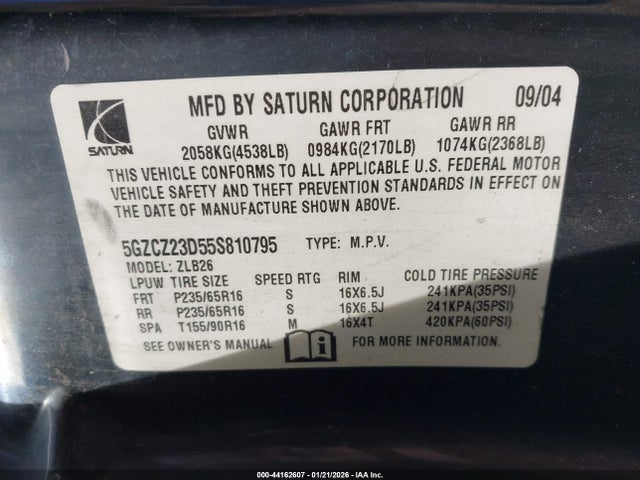 MFD BY SATURN CORPORATION 09/04
SATURN
GVWR GAWR FRT GAWR RR
2058KG(4538LB) 0984KG(2170LB) 1074KG(2368LB)
THIS VEHICLE CONFORMS TO ALL APPLICABLE U.S. FEDERAL MOTOR
VEHICLE SAFETY AND THEFT PREVENTION STANDARDS IN EFFECT ON
THE DATE OF MANUFACTURE SHOWN ABOVE.
5GZCZ23D55S810795 TYPE: M.P.V.
MODEL: ZLB26
LPUW TIRE SIZE SPEED RTG RIM COLD TIRE PRESSURE
FRT P235/65R16 S 16X6.5J 241KPA(35PSI)
RR P235/65R16 S 16X6.5J 241KPA(35PSI)
SPA T155/90R16 M 16X4T 420KPA(60PSI)
SEE OWNER'S MANUAL i FOR MORE INFORMATION.
000-44162607 - 01/21/2026 - IAA, Inc.